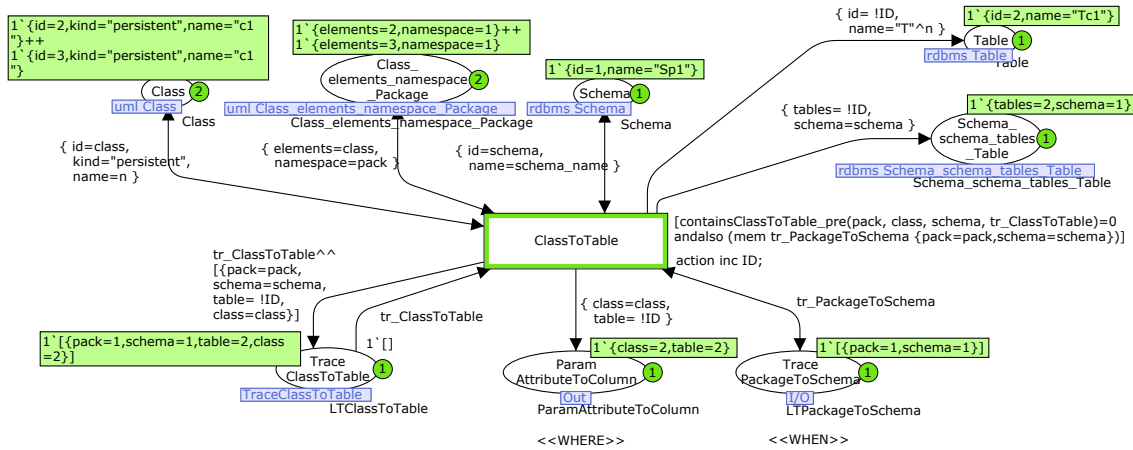 1`{id=2,kind="persistent",name="c1
"}++
1`{id=3,kind="persistent",name="c1
"}
Class
2
uml Class
Class
1`{elements=2,namespace=1}++
1`{elements=3,namespace=1}
Class_
elements_namespace
_Package
2
uml Class_elements_namespace_Package
Class_elements_namespace_Package
1`{id=1,name="Sp1"}
Schema
1
rdbms Schema
Schema
{ id= !ID,
name="T"^n }
1`{id=2,name="Tc1"}
Table
1
rdbms Table
Table
{ tables= !ID,
schema=schema }
1`{tables=2,schema=1}
Schema_
schema_tables
_Table
1
rdbms Schema_schema_tables_Table
Schema_schema_tables_Table
{ id=class,
kind="persistent",
name=n }
{ elements=class,
namespace=pack }
{ id=schema,
name=schema_name }
ClassToTable
[containsClassToTable_pre(pack, class, schema, tr_ClassToTable)=0
andalso (mem tr_PackageToSchema {pack=pack,schema=schema})]
action inc ID;
tr_ClassToTable^^
[{pack=pack,
schema=schema,
table= !ID,
class=class}]
tr_ClassToTable
{ class=class,
table= !ID }
tr_PackageToSchema
1`[{pack=1,schema=1,table=2,class
=2}]
1`[]
Trace
ClassToTable
1
TraceClassToTable
LTClassToTable
1`{class=2,table=2}
Param
AttributeToColumn
1
Out
ParamAttributeToColumn
<<WHERE>>
1`[{pack=1,schema=1}]
Trace
PackageToSchema
1
I/O
LTPackageToSchema
<<WHEN>>